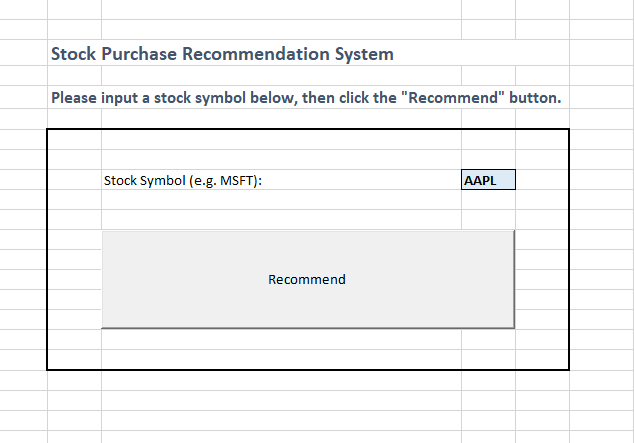 Stock Purchase Recommendation System
Please input a stock symbol below, then click the "Recommend" button.
Stock Symbol (e.g. MSFT): AAPL
Recommend